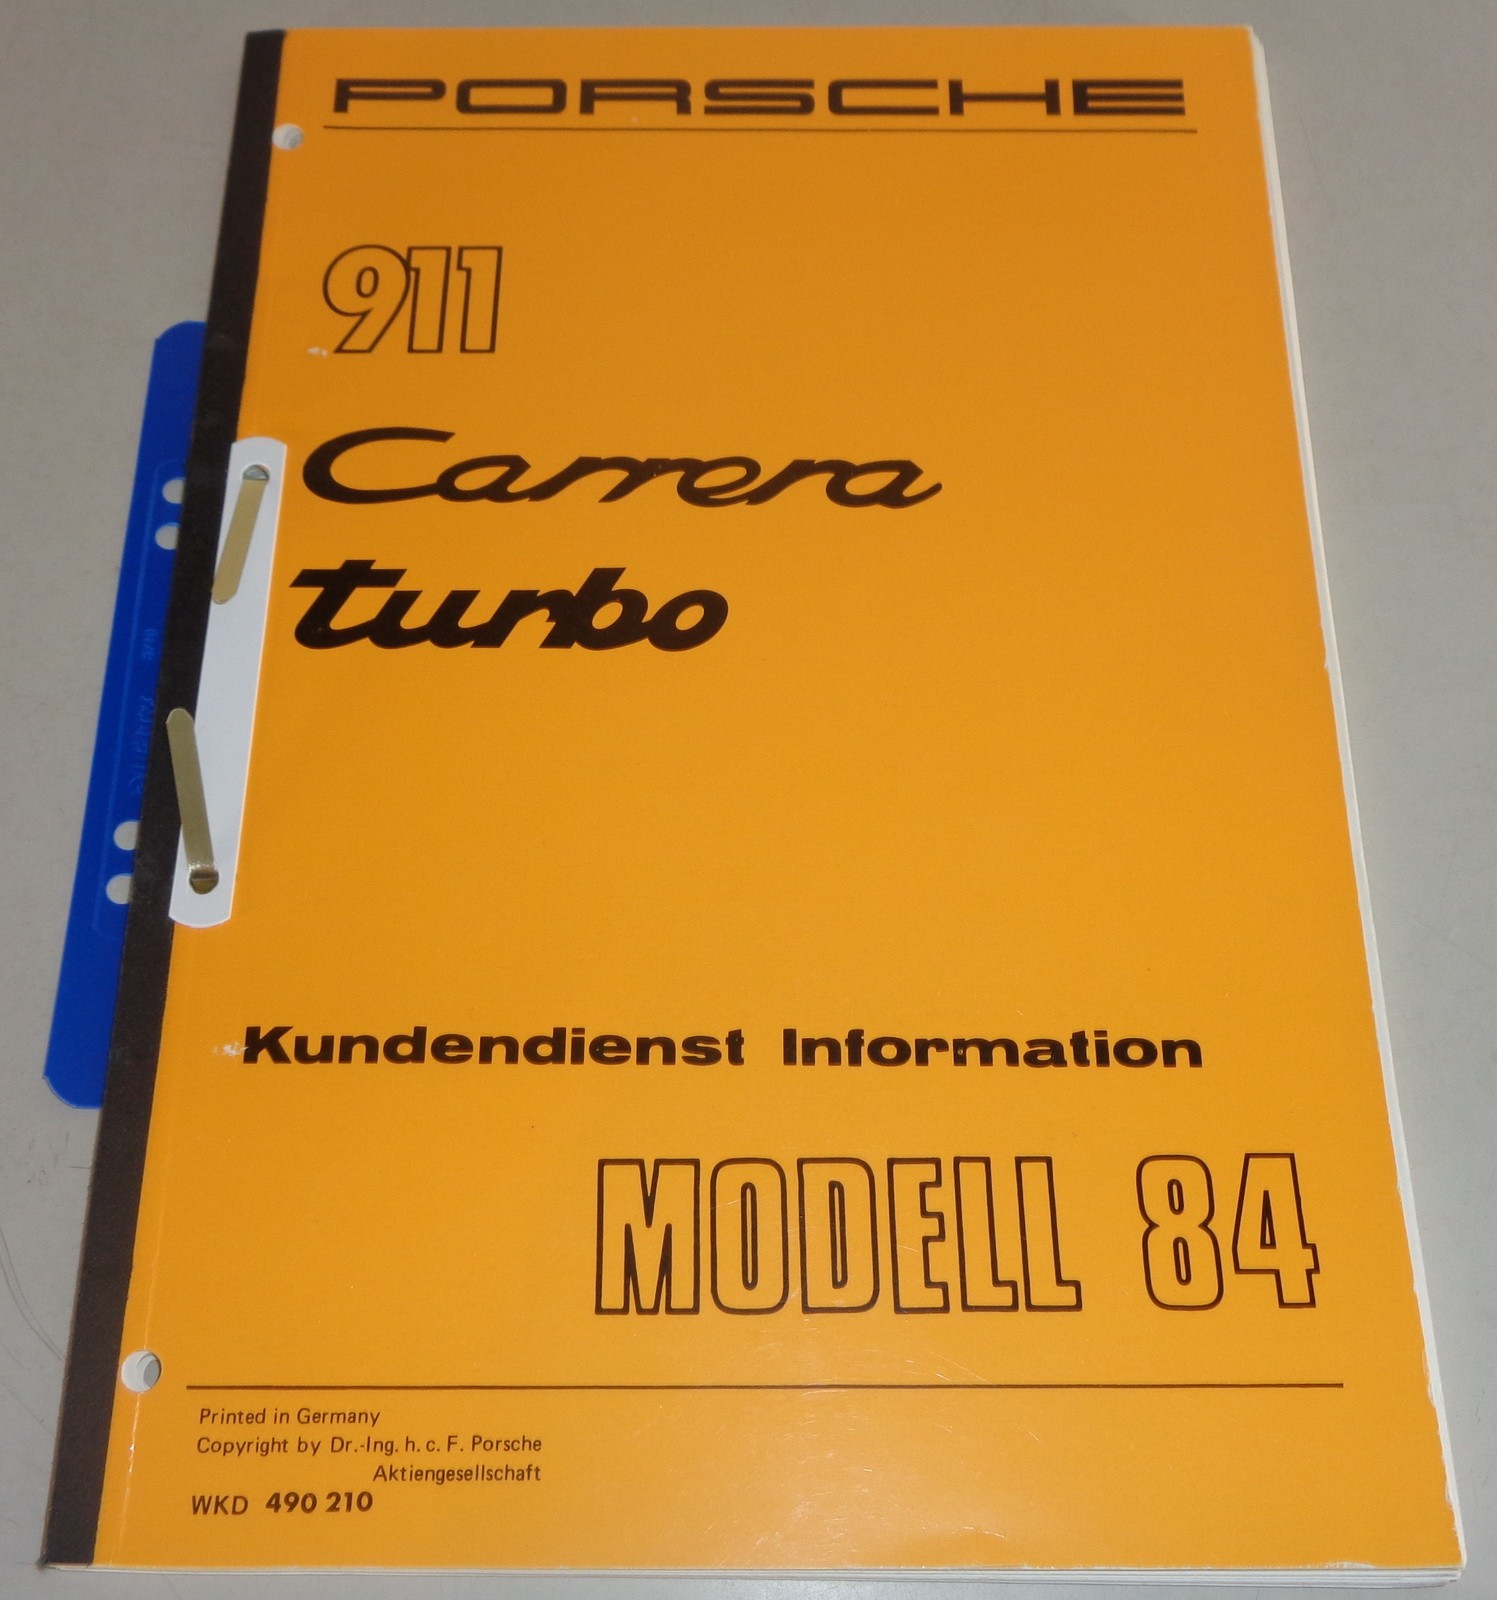 PORSCHE
911
Carrera
turbo
Kundendienst Information
MODELL 84
Printed in Germany
Copyright by Dr.-Ing. h. c. F. Porsche
Aktiengesellschaft
WKD 490 210